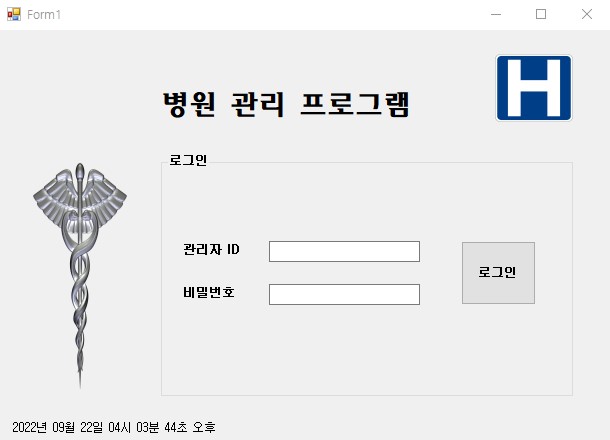 Form1
H
병원 관리 프로그램
로그인
관리자 ID
비밀번호
로그인
2022년 09월 22일 04시 03분 44초 오후